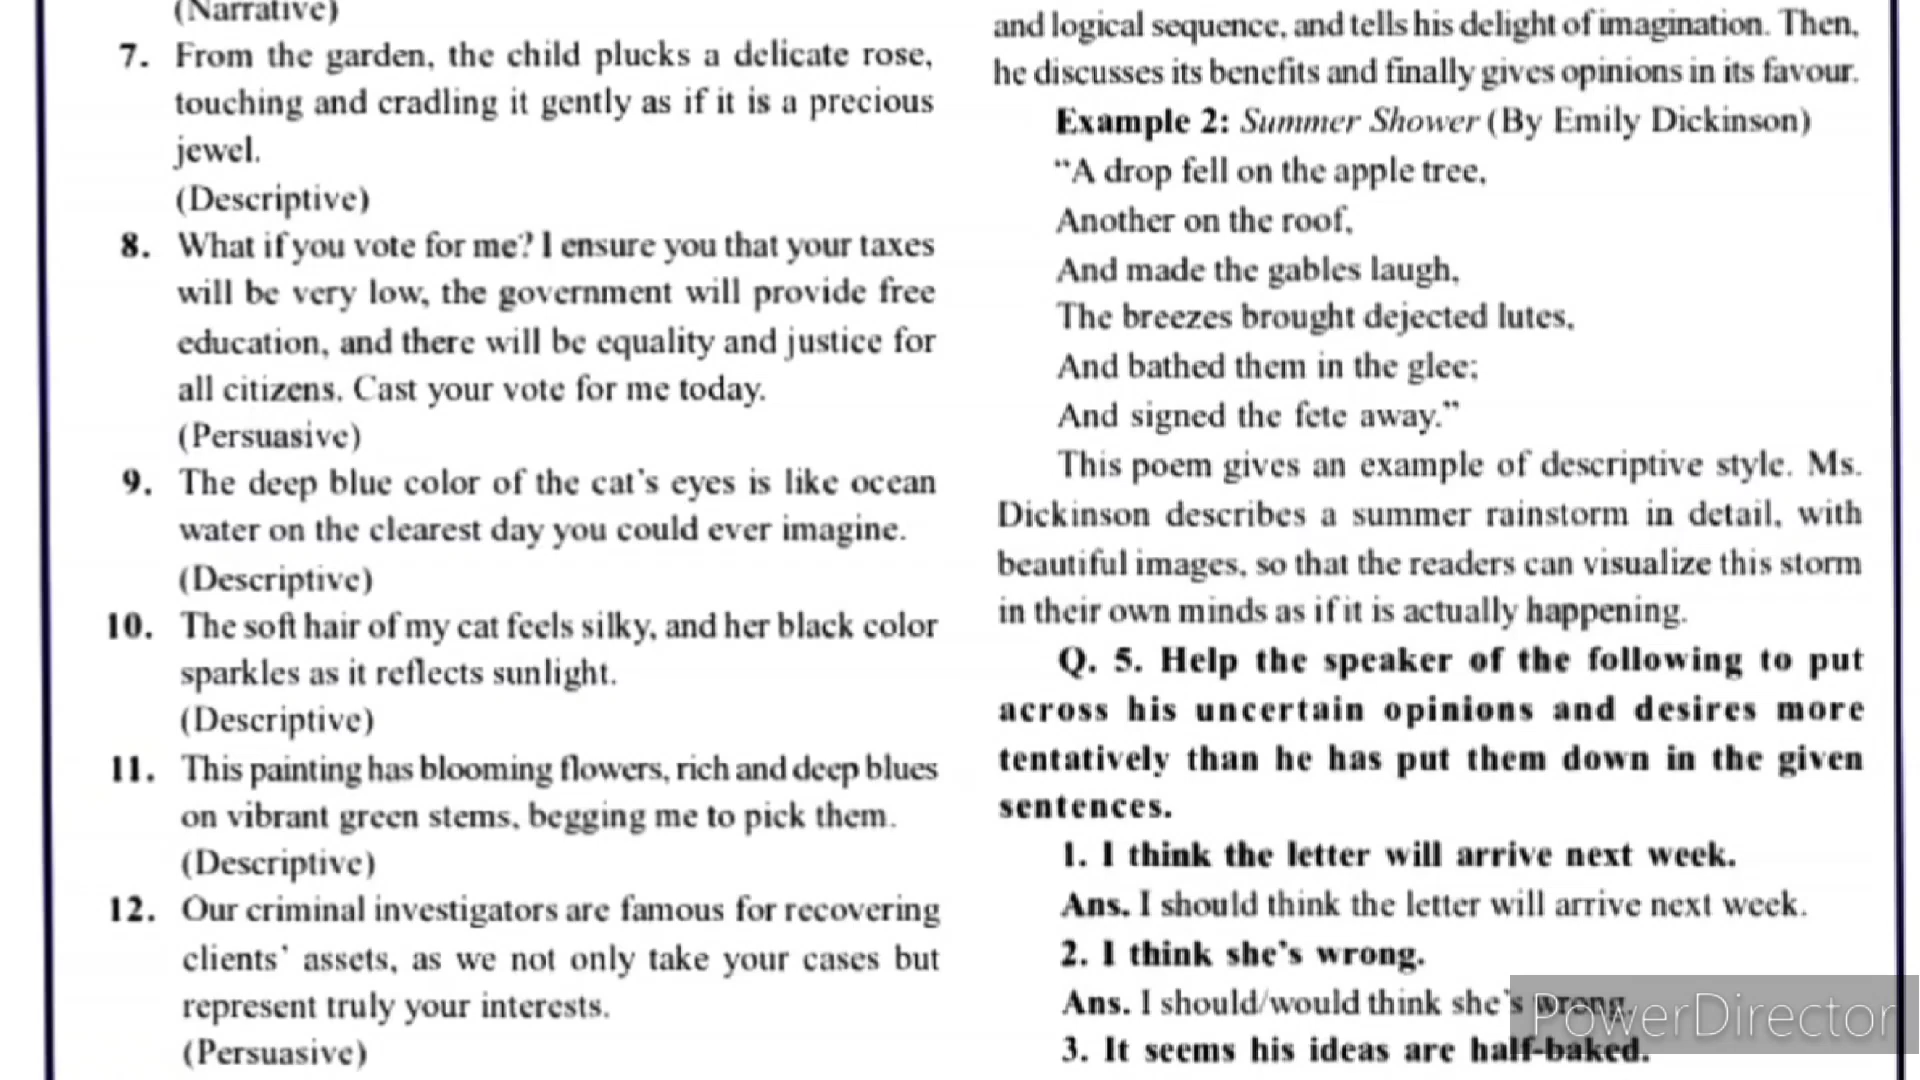 (Narrative)
7. From the garden, the child plucks a delicate rose,
touching and cradling it gently as if it is a precious
jewel.
(Descriptive)
8. What if you vote for me? I ensure you that your taxes
will be very low, the government will provide free
education, and there will be equality and justice for
all citizens. Cast your vote for me today.
(Persuasive)
9. The deep blue color of the cat's eyes is like ocean
water on the clearest day you could ever imagine.
(Descriptive)
10. The soft hair of my cat feels silky, and her black color
sparkles as it reflects sunlight.
(Descriptive)
11. This painting has blooming flowers, rich and deep blues
on vibrant green stems, begging me to pick them.
(Descriptive)
12. Our criminal investigators are famous for recovering
clients' assets, as we not only take your cases but
represent truly your interests.
(Persuasive)
and logical sequence, and tells his delight of imagination. Then,
he discusses its benefits and finally gives opinions in its favour.
Example 2: Summer Shower (By Emily Dickinson)
"A drop fell on the apple tree,
Another on the roof,
And made the gables laugh,
The breezes brought dejected lutes,
And bathed them in the glee;
And signed the fete away."
This poem gives an example of descriptive style. Ms.
Dickinson describes a summer rainstorm in detail, with
beautiful images, so that the readers can visualize this storm
in their own minds as if it is actually happening.
Q. 5. Help the speaker of the following to put
across his uncertain opinions and desires more
tentatively than he has put them down in the given
sentences.
1. I think the letter will arrive next week.
Ans. I should think the letter will arrive next week.
2. I think she's wrong.
Ans. I should/would think she's wrong.
3. It seems his ideas are half-baked.
PowerDirector